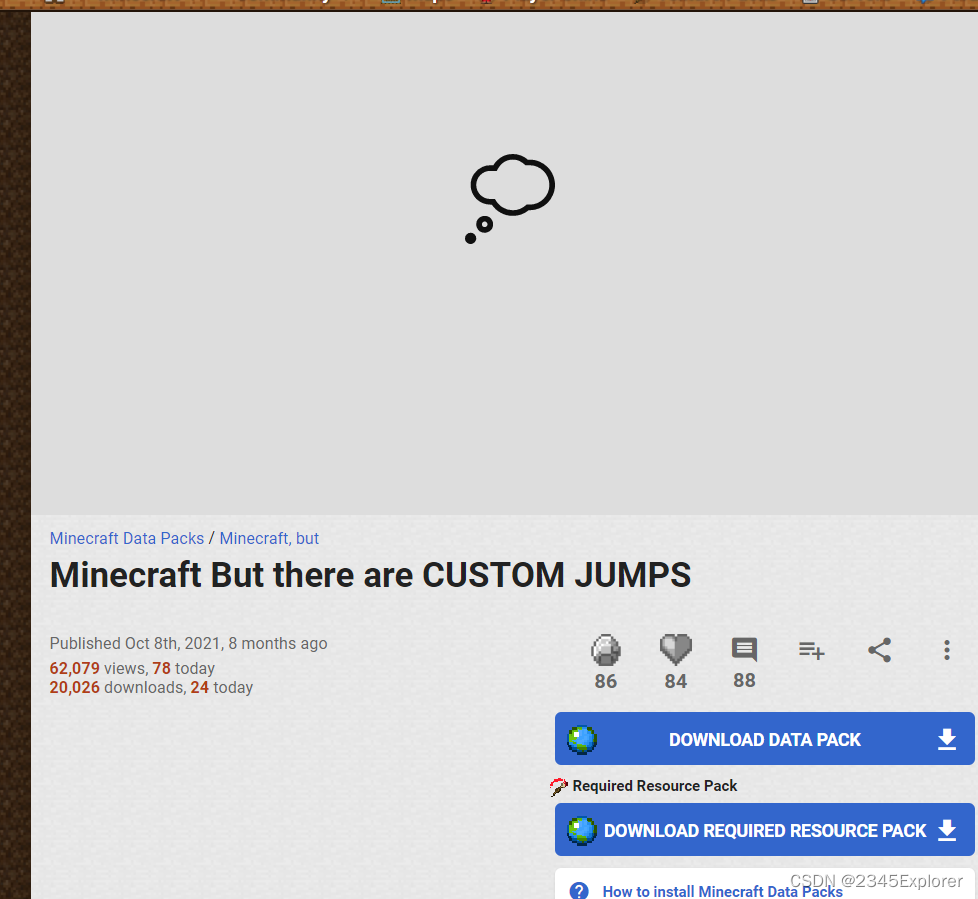 Minecraft Data Packs / Minecraft, but
Minecraft But there are CUSTOM JUMPS
Published Oct 8th, 2021, 8 months ago
62,079 views, 78 today
20,026 downloads, 24 today
86
84
88
DOWNLOAD DATA PACK
Required Resource Pack
DOWNLOAD REQUIRED RESOURCE PACK
How to install Minecraft Data Packs
CSDN @2345Explorer